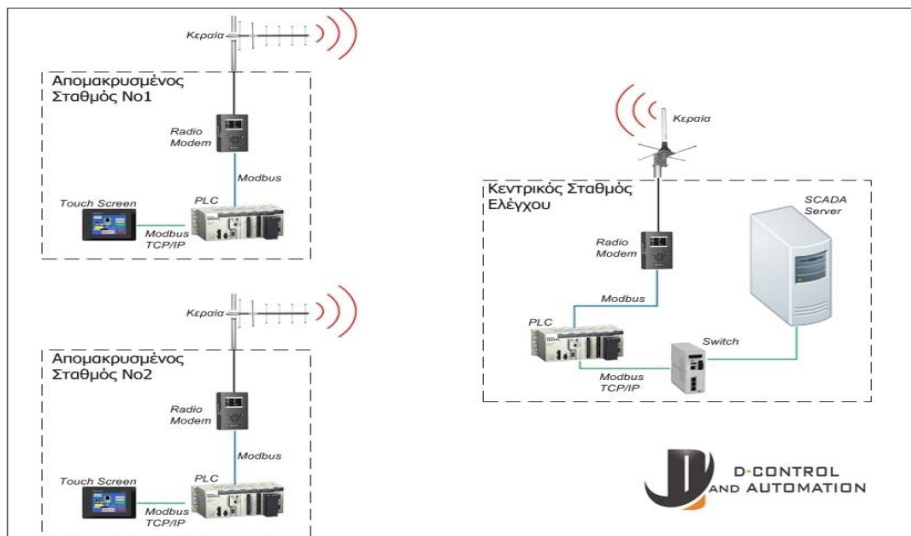 Κεραία
Απομακρυσμένος
Σταθμός Νο1
Radio
Modem
Modbus
Touch Screen
PLC
Modbus
TCP/IP
Κεραία
Απομακρυσμένος
Σταθμός Νο2
Radio
Modem
Modbus
Touch Screen
PLC
Modbus
TCP/IP
Κεραία
Κεντρικός Σταθμός
Ελέγχου
SCADA
Server
Radio
Modem
Modbus
PLC
Switch
Modbus
TCP/IP
D-CONTROL
AND AUTOMATION